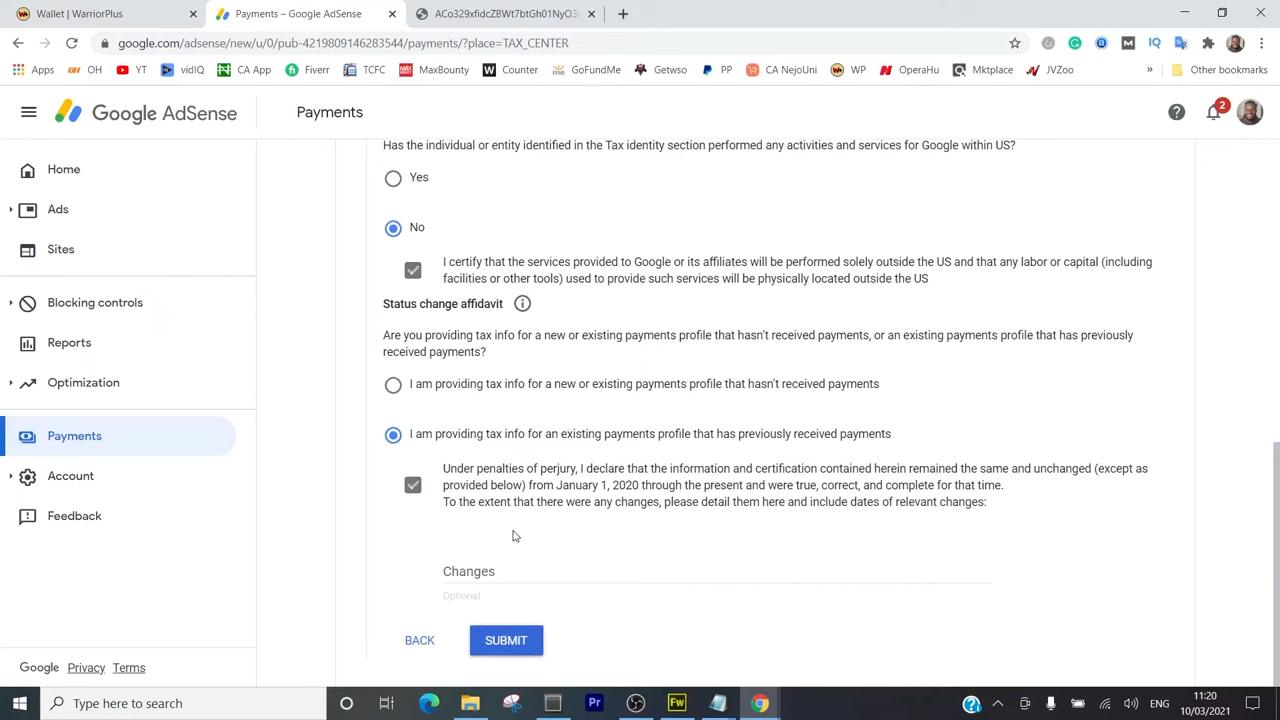 Wallet | WarriorPlus
Payments – Google AdSense
ACo329xfidcZBWt7btGh01NyO3
google.com/adsense/new/u/0/pub-4219809146283544/payments/?place=TAX_CENTER
Apps
OH
YT
vidIQ
CA App
Fiverr
TCFC
MaxBounty
Counter
GoFundMe
Getwso
PP
CA NejoUni
WP
OperaHu
Mktplace
JVZoo
»
Other bookmarks
Google AdSense
Payments
2
Home
Ads
Sites
Blocking controls
Reports
Optimization
Payments
Account
Feedback
Google Privacy Terms
Has the individual or entity identified in the Tax identity section performed any activities and services for Google within US?
Yes
No
I certify that the services provided to Google or its affiliates will be performed solely outside the US and that any labor or capital (including
facilities or other tools) used to provide such services will be physically located outside the US
Status change affidavit
Are you providing tax info for a new or existing payments profile that hasn't received payments, or an existing payments profile that has previously
received payments?
I am providing tax info for a new or existing payments profile that hasn't received payments
I am providing tax info for an existing payments profile that has previously received payments
Under penalties of perjury, I declare that the information and certification contained herein remained the same and unchanged (except as
provided below) from January 1, 2020 through the present and were true, correct, and complete for that time.
To the extent that there were any changes, please detail them here and include dates of relevant changes:
Changes
Optional
BACK
SUBMIT
Type here to search
Pr
Fw
ENG
11:20
10/03/2021